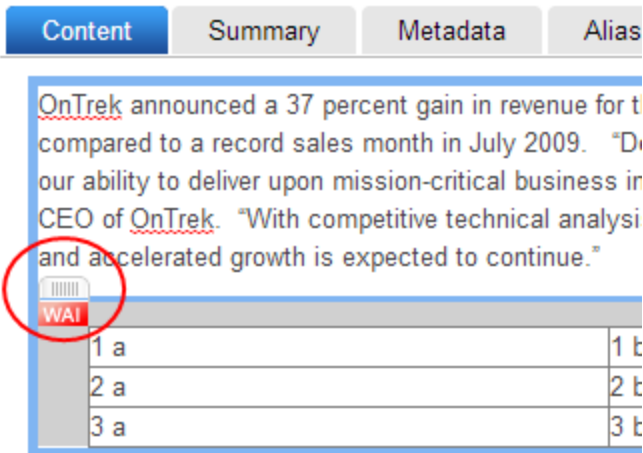 Content Summary Metadata Alias
OnTrek announced a 37 percent gain in revenue for
compared to a record sales month in July 2009. “
our ability to deliver upon mission-critical business
CEO of OnTrek. “With competitive technical
and accelerated growth is expected to continue.”
WAI
1 a 1 b
2 a 2 b
3 a 3 b